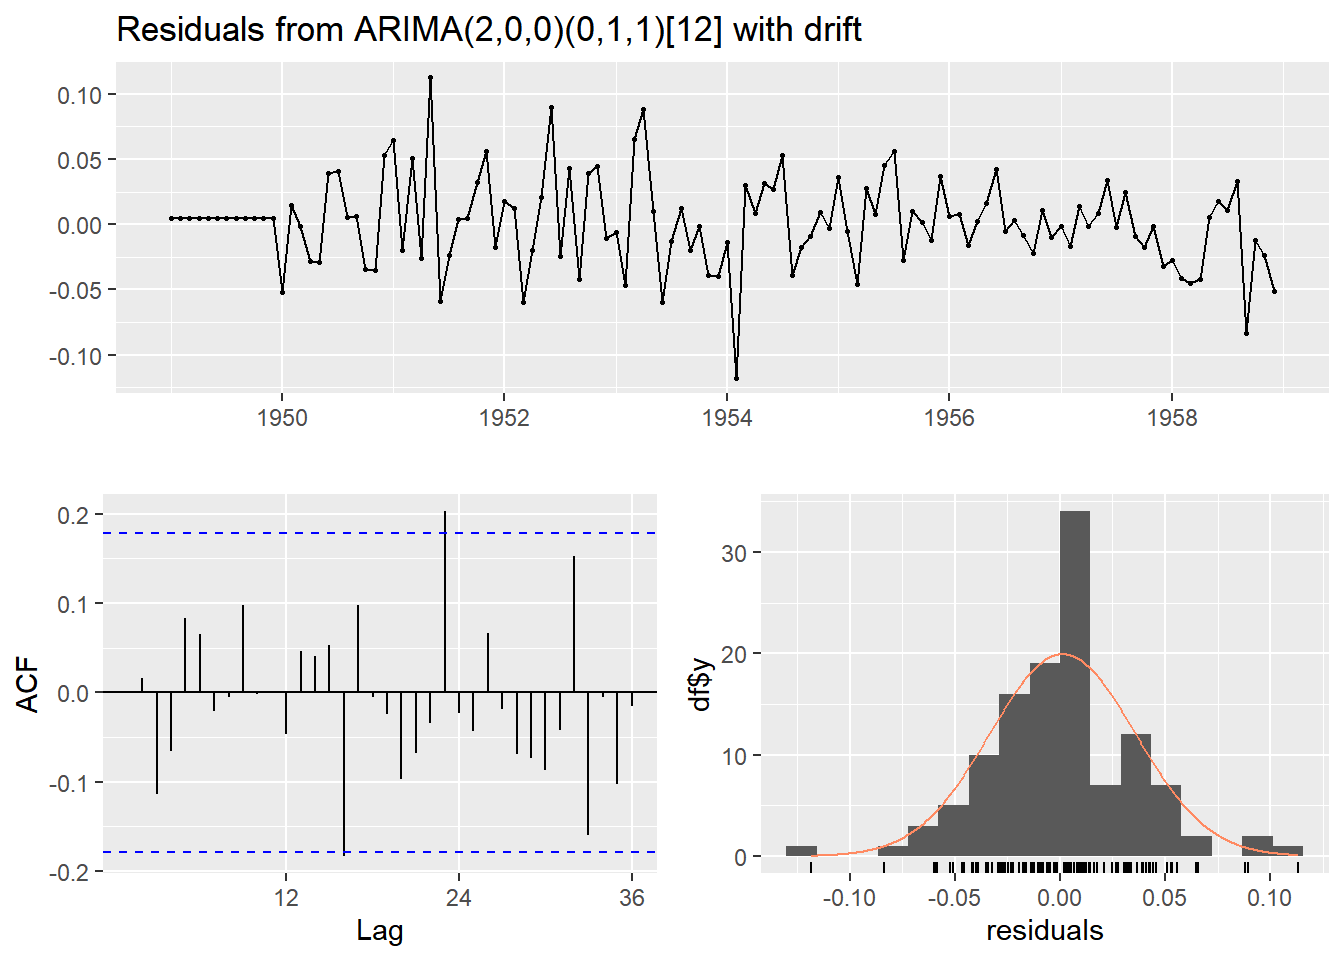 Residuals from ARIMA(2,0,0)(0,1,1)[12] with drift
0.10
0.05
0.00
-0.05
-0.10
1950 1952 1954 1956 1958
ACF
0.2
0.1
0.0
-0.1
-0.2
12 24 36
Lag
df$y
30
20
10
0
-0.10 -0.05 0.00 0.05 0.10
residuals